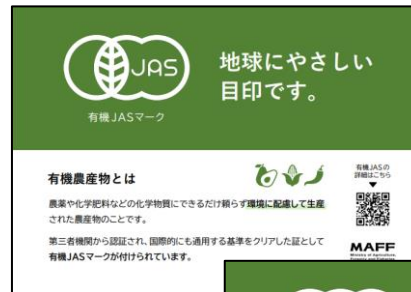 JAS
地球にやさしい
目印です。
有機JASマーク
有機農産物とは
有機JASの
詳細はこちら
農薬や化学肥料などの化学物質にできるだけ頼らず環境に配慮して生産
された農産物のことです。
第三者機関から認証され、国際的にも通用する基準をクリアした証として
有機JASマークが付けられています。
MAFF
Ministry of Agriculture,